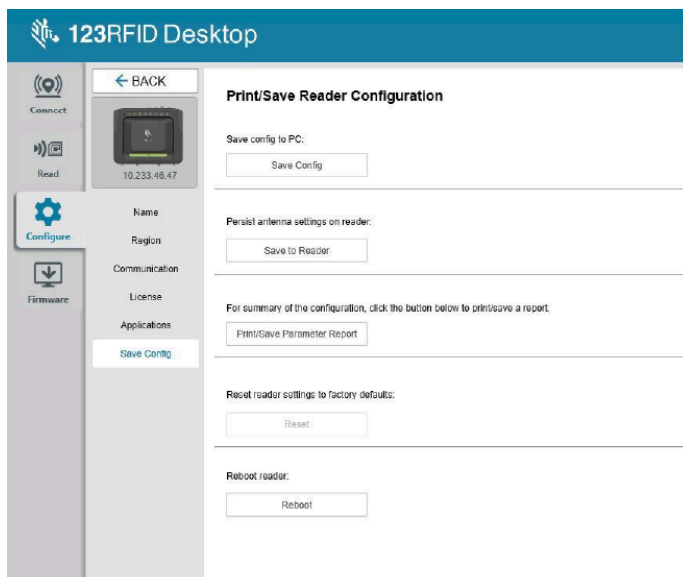 123RFID Desktop
Connect
Read
Configure
Firmware
← BACK
10.233.46.47
Name
Region
Communication
License
Applications
Save Config
Print/Save Reader Configuration
Save config to PC:
Save Config
Persist antenna settings on reader:
Save to Reader
For summary of the configuration, click the button below to print/save a report.
Print/Save Parameter Report
Reset reader settings to factory defaults:
Reset
Reboot reader:
Reboot